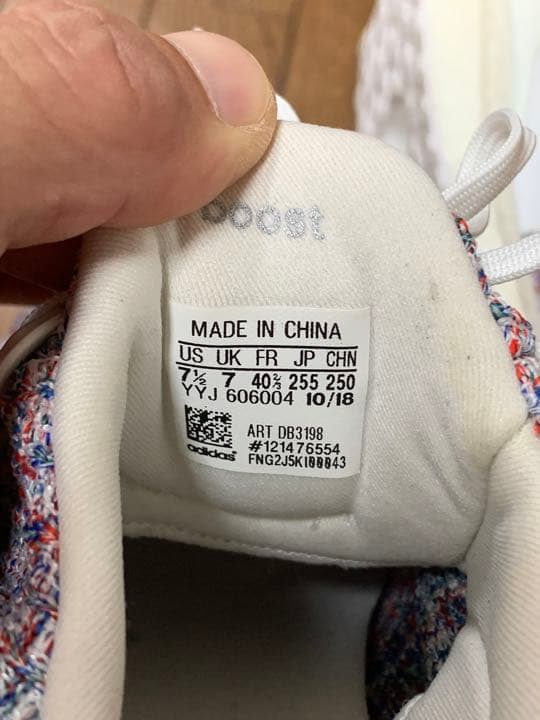 boost
MADE IN CHINA
US UK FR JP CHN
7½ 7 40⅔ 255 250
YYJ 606004 10/18
ART DB3198
#121476554
adidas FNG2J5KI00043